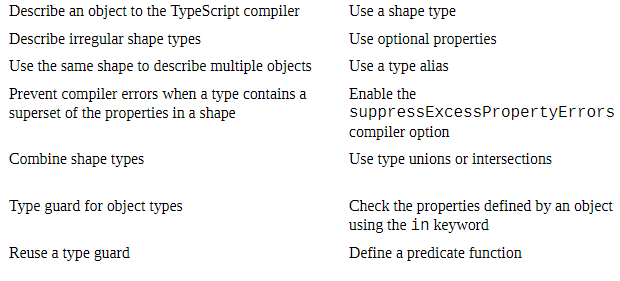 Describe an object to the TypeScript compiler Use a shape type
Describe irregular shape types Use optional properties
Use the same shape to describe multiple objects Use a type alias
Prevent compiler errors when a type contains a superset of the properties in a shape Enable the suppressExcessPropertyErrors compiler option
Combine shape types Use type unions or intersections
Type guard for object types Check the properties defined by an object using the in keyword
Reuse a type guard Define a predicate function